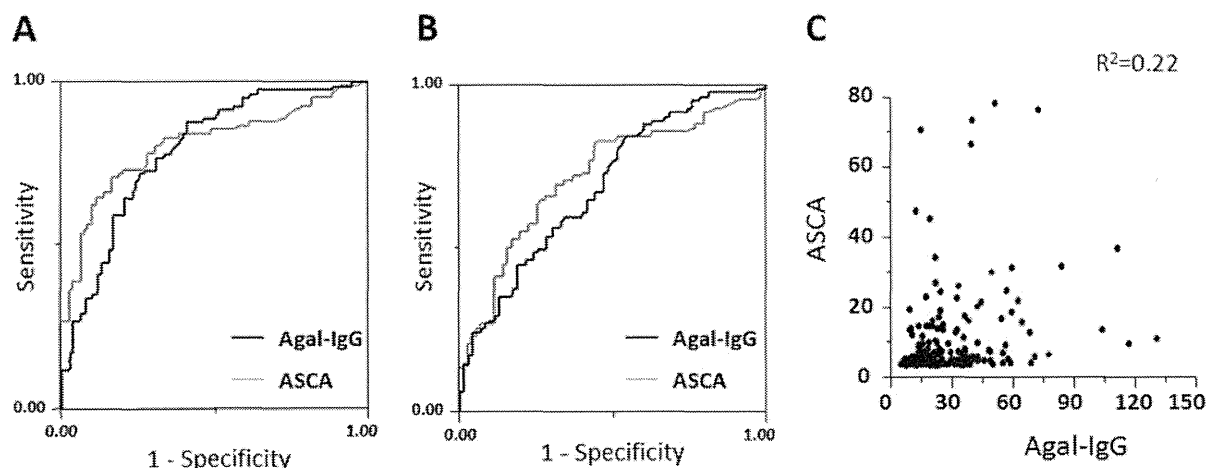 A
1.00
Sensitivity
0.00
0.00
1.00
1 - Specificity
Agal-IgG
ASCA
B
1.00
Sensitivity
0.00
0.00
1.00
1 - Specificity
Agal-IgG
ASCA
C
R²=0.22
ASCA
80
60
40
20
0
0 30 60 90 120 150
Agal-IgG